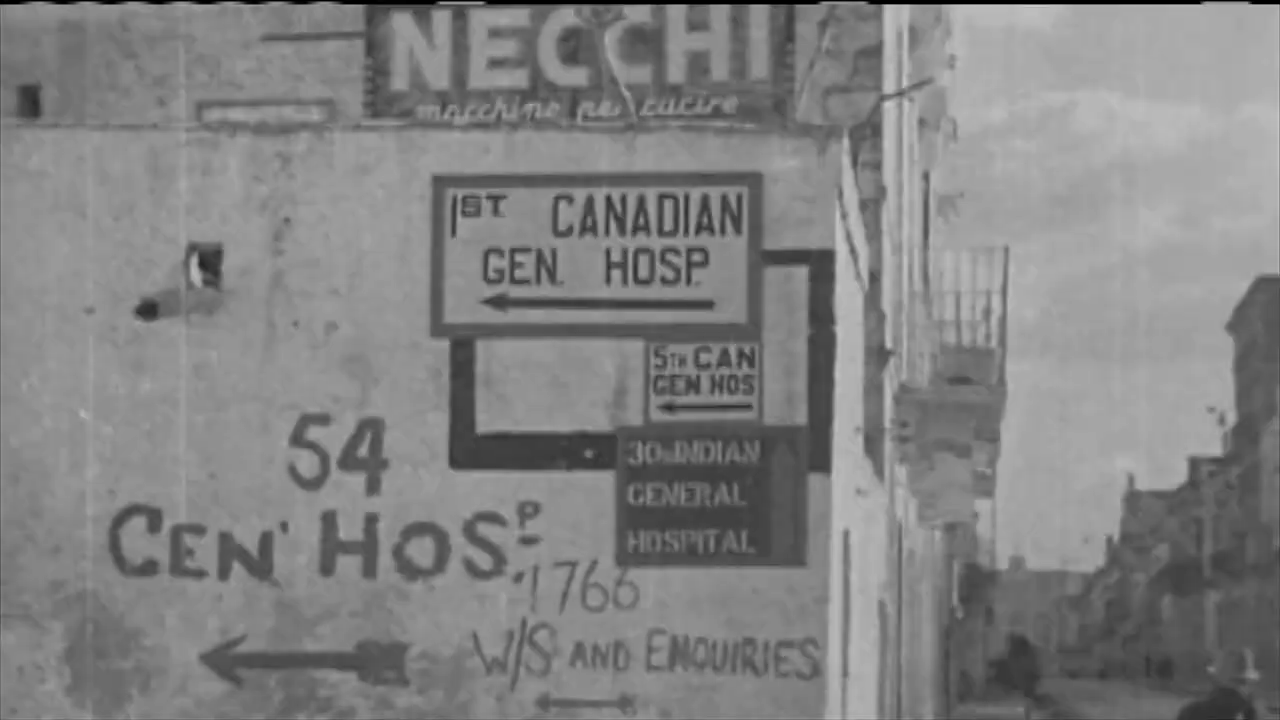 NECCHI
macchine per cucire
1ST. CANADIAN
GEN. HOSP.
5TH CAN
GEN HOS
30TH INDIAN
GENERAL
HOSPITAL
54
GEN' HOSP
1766
W/S AND ENQUIRIES